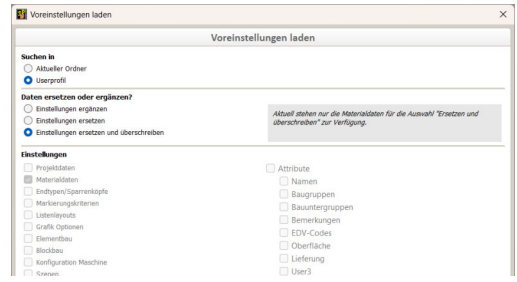 Voreinstellungen laden
Voreinstellungen laden
Suchen in
Aktueller Ordner
Userprofil
Daten ersetzen oder ergänzen?
Einstellungen ergänzen
Einstellungen ersetzen
Einstellungen ersetzen und überschreiben
Aktuell stehen nur die Materialdaten für die Auswahl "Ersetzen und
überschreiben" zur Verfügung.
Einstellungen
Projektdaten
Materialdaten
Endtypen/Sparrenköpfe
Markierungskriterien
Listenlayouts
Grafik Optionen
Elementbau
Blockbau
Konfiguration Maschine
Szenen
Attribute
Namen
Baugruppen
Bauuntergruppen
Bemerkungen
EDV-Codes
Oberfläche
Lieferung
User3